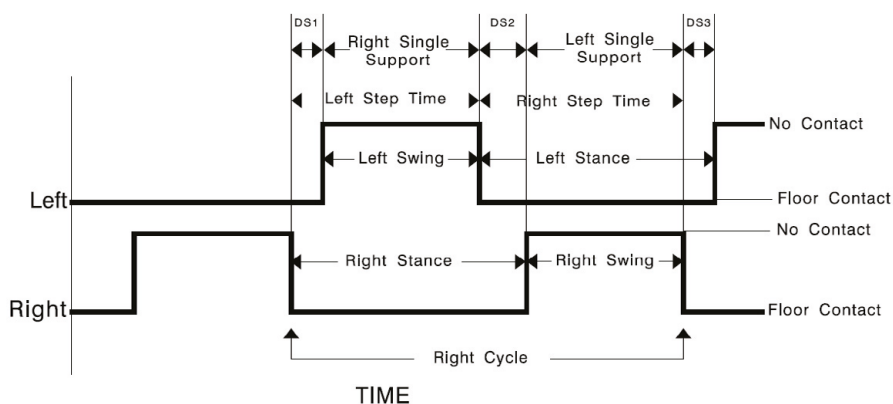 DS1
DS2
DS3
Right Single
Support
Left Single
Support
Left Step Time
Right Step Time
No Contact
Left Swing
Left Stance
Left
Floor Contact
No Contact
Right Stance
Right Swing
Right
Floor Contact
Right Cycle
TIME